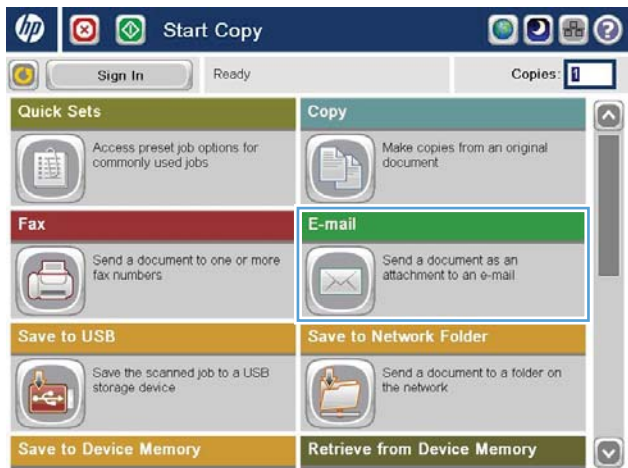 hp Start Copy
Sign In Ready Copies: 1
Quick Sets
Access preset job options for
commonly used jobs
Copy
Make copies from an original
document
Fax
Send a document to one or more
fax numbers
E-mail
Send a document as an
attachment to an e-mail
Save to USB
Save the scanned job to a USB
storage device
Save to Network Folder
Send a document to a folder on
the network
Save to Device Memory
Retrieve from Device Memory